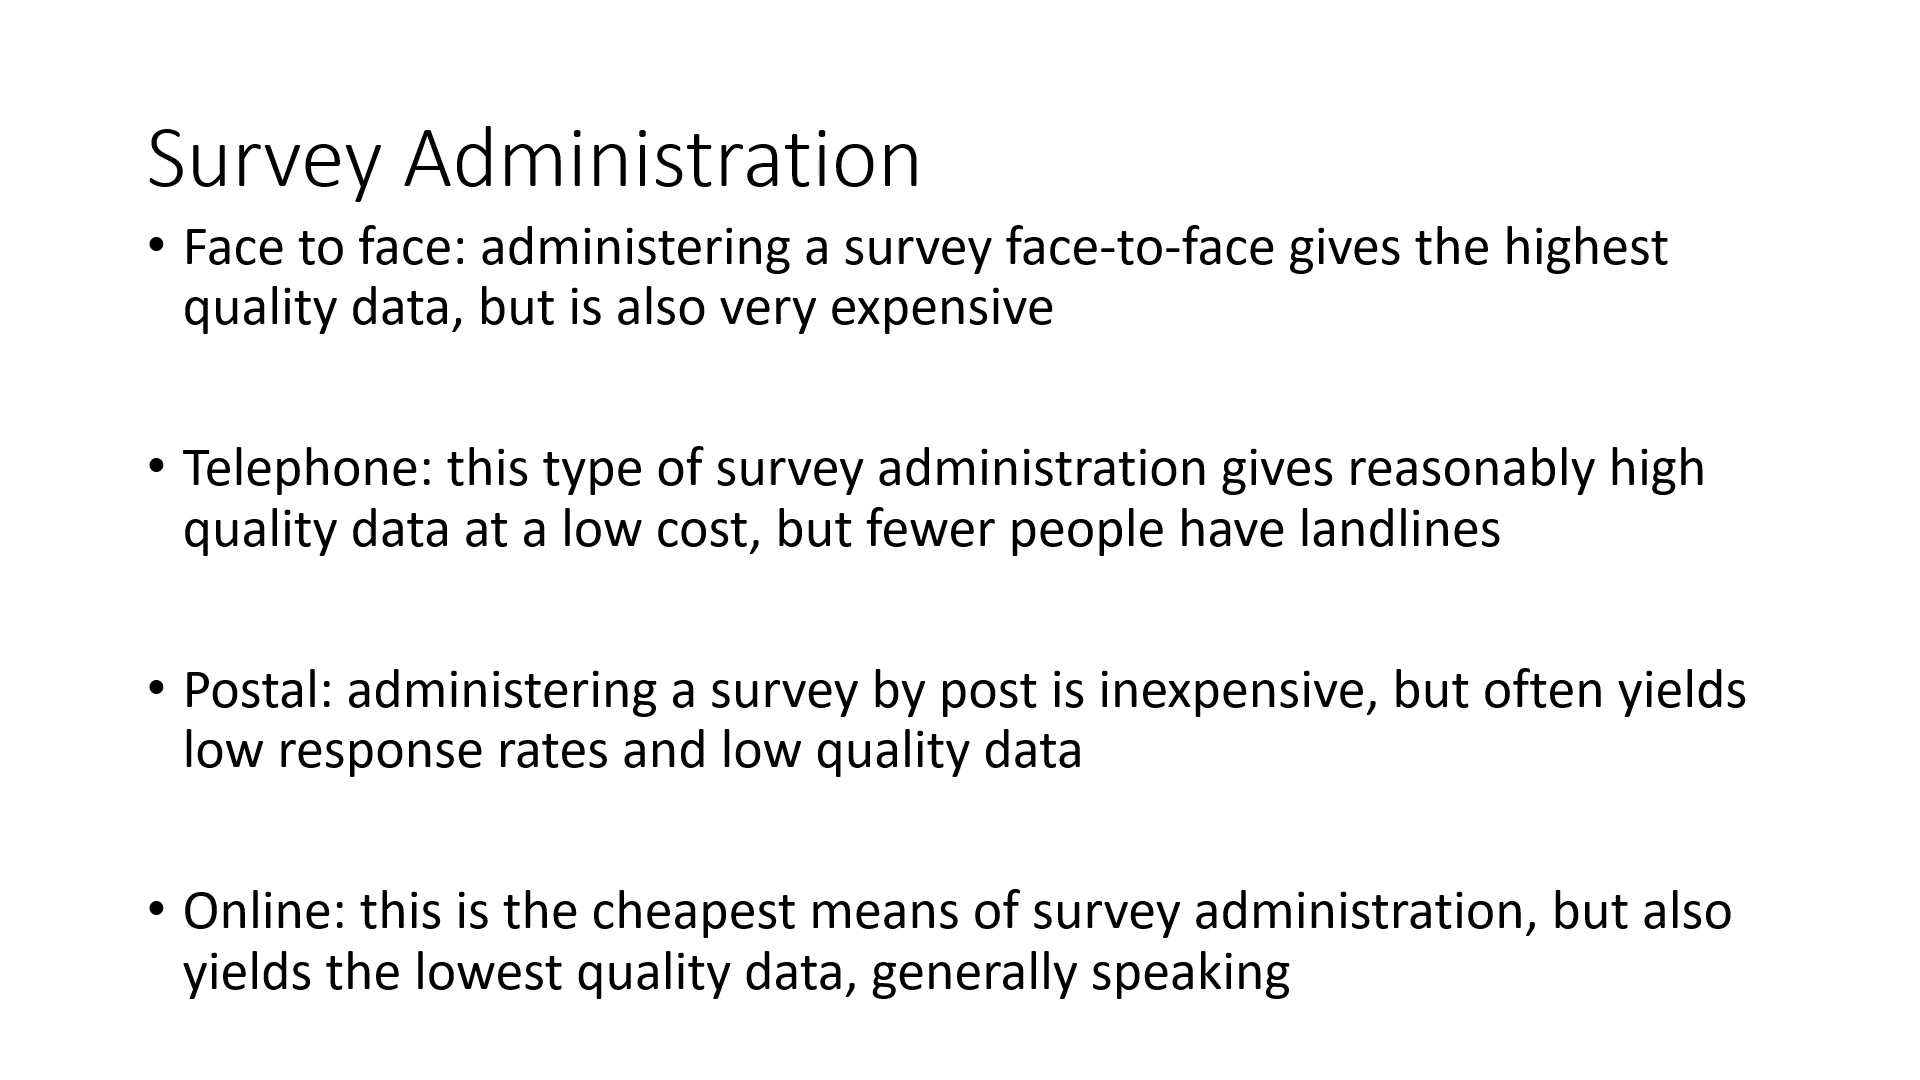 Survey Administration
• Face to face: administering a survey face-to-face gives the highest
quality data, but is also very expensive
• Telephone: this type of survey administration gives reasonably high
quality data at a low cost, but fewer people have landlines
• Postal: administering a survey by post is inexpensive, but often yields
low response rates and low quality data
• Online: this is the cheapest means of survey administration, but also
yields the lowest quality data, generally speaking